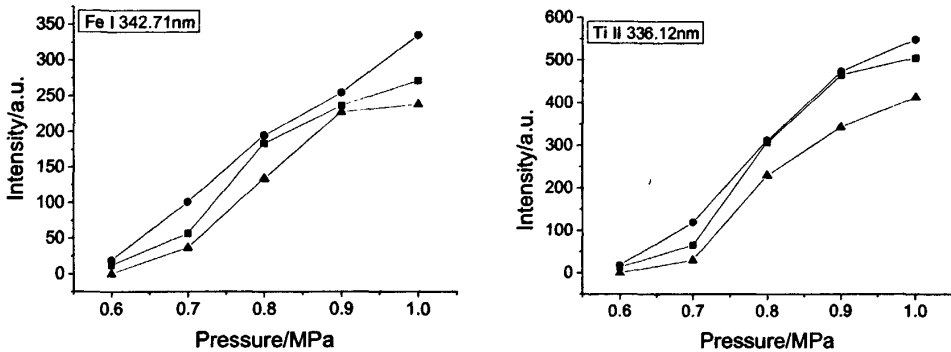 Fe I 342.71nm
Intensity/a.u.
350
300
250
200
150
100
50
0
0.6 0.7 0.8 0.9 1.0
Pressure/MPa
Ti II 336.12nm
Intensity/a.u.
600
500
400
300
200
100
0
0.6 0.7 0.8 0.9 1.0
Pressure/MPa